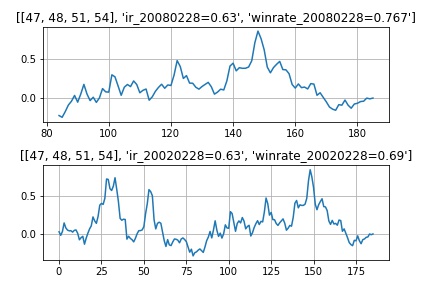 [[47, 48, 51, 54], 'ir_20080228=0.63', 'winrate_20080228=0.767']
0.5
0.0
80 100 120 140 160 180
[[47, 48, 51, 54], 'ir_20020228=0.63', 'winrate_20020228=0.69']
0.5
0.0
0 25 50 75 100 125 150 175